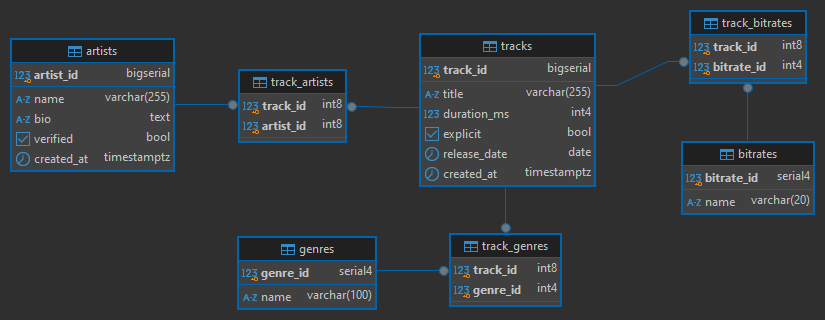 artists
123 artist_id bigserial
A-Z name varchar(255)
A-Z bio text
verified bool
created_at timestamptz
track_artists
123 track_id int8
123 artist_id int8
tracks
123 track_id bigserial
A-Z title varchar(255)
123 duration_ms int4
explicit bool
release_date date
created_at timestamptz
track_bitrates
123 track_id int8
123 bitrate_id int4
bitrates
123 bitrate_id serial4
A-Z name varchar(20)
genres
123 genre_id serial4
A-Z name varchar(100)
track_genres
123 track_id int8
123 genre_id int4